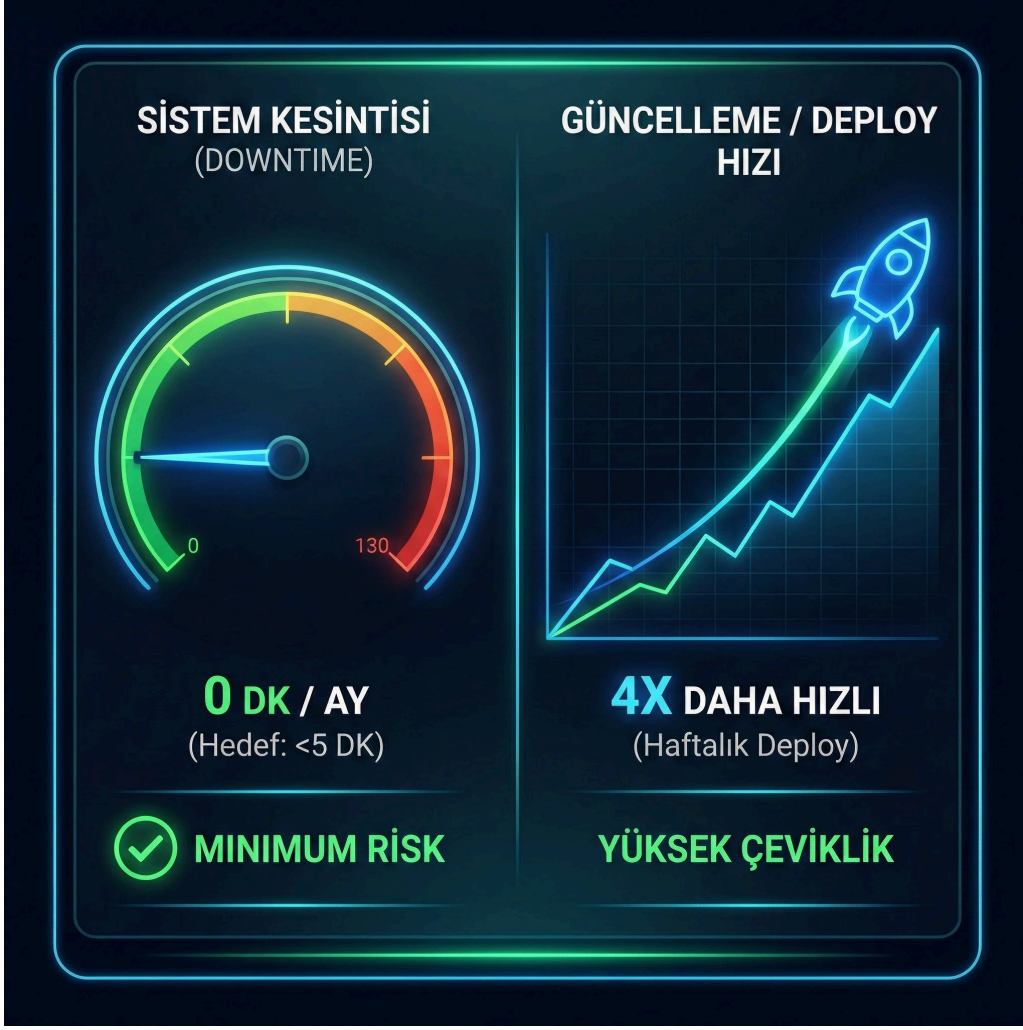 SİSTEM KESİNTİSİ
(DOWNTIME)
0
130
0 DK / AY
(Hedef: <5 DK)
MINIMUM RİSK
GÜNCELLEME / DEPLOY
HIZI
4X DAHA HIZLI
(Haftalık Deploy)
YÜKSEK ÇEVİKLİK